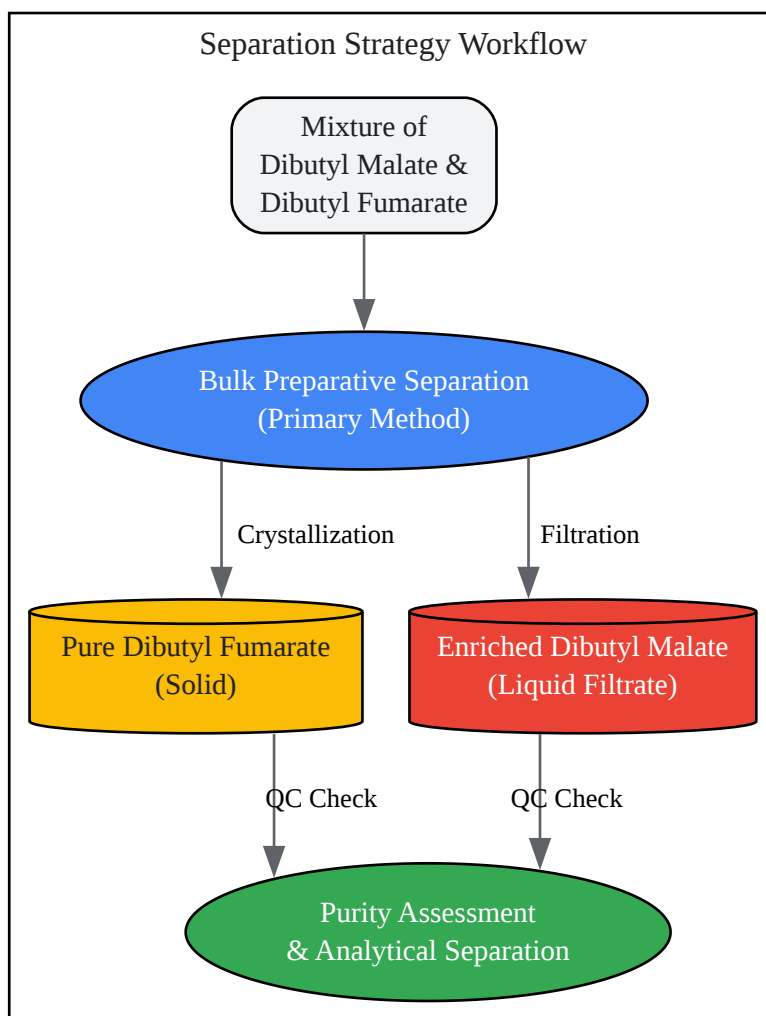 Separation Strategy Workflow
Mixture of
Dibutyl Malate &
Dibutyl Fumarate
Bulk Preparative Separation
(Primary Method)
Crystallization
Filtration
Pure Dibutyl Fumarate
(Solid)
Enriched Dibutyl Malate
(Liquid Filtrate)
QC Check
QC Check
Purity Assessment
& Analytical Separation